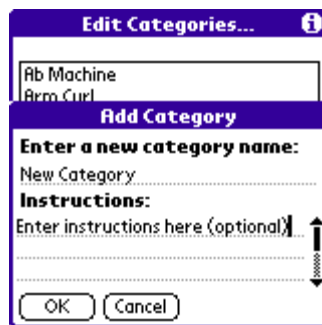 Edit Categories...
Ab Machine
Arm Curl
Add Category
Enter a new category name:
New Category
Instructions:
Enter instructions here (optional)
OK
Cancel